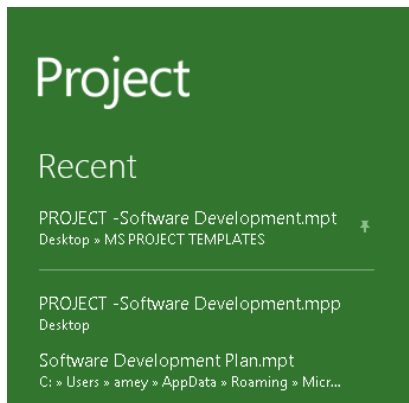 Project
Recent
PROJECT -Software Development.mpt
Desktop » MS PROJECT TEMPLATES
PROJECT -Software Development.mpp
Desktop
Software Development Plan.mpt
C: » Users » amey » AppData » Roaming » Micr...